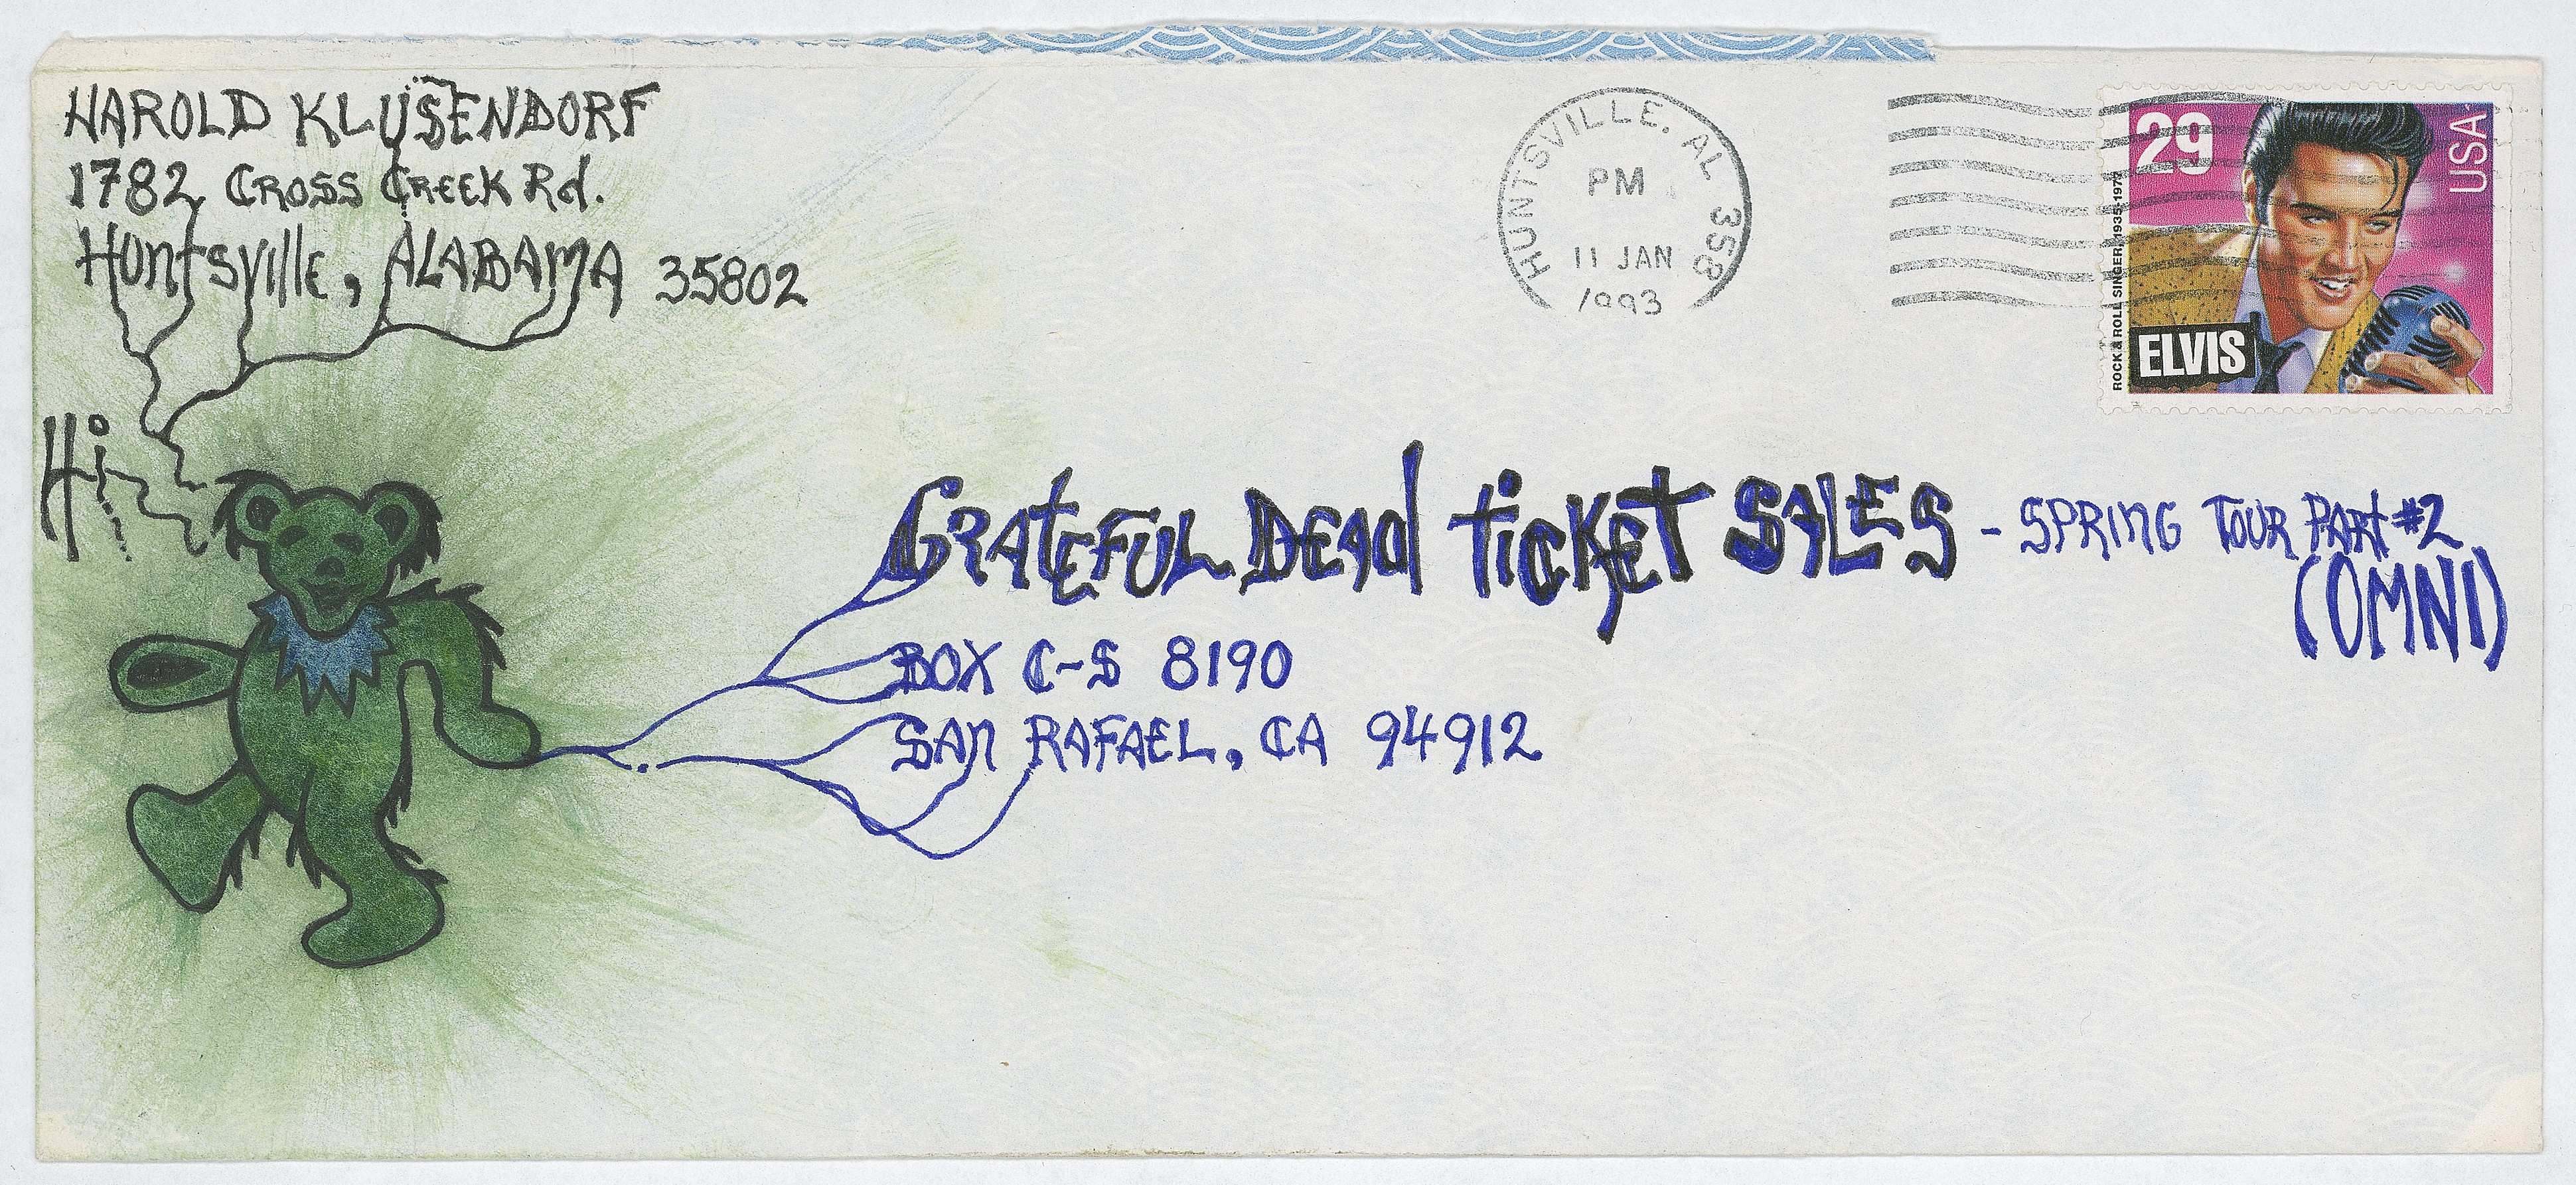 HAROLD KLUSENDORF
1782 CROSS CREEK Rd.
HUntsville, ALABAMA 35802
Hi
HUNTSVILLE, AL 358
PM
11 JAN
1993
29
USA
ROCK & ROLL SINGER, 1935-1977
ELVIS
GRATEFUL DEAd tiCKET SALES - SPRING TOUR PARt #2
(OMNI)
BOX C-S 8190
SAn RAFAEL, CA 94912